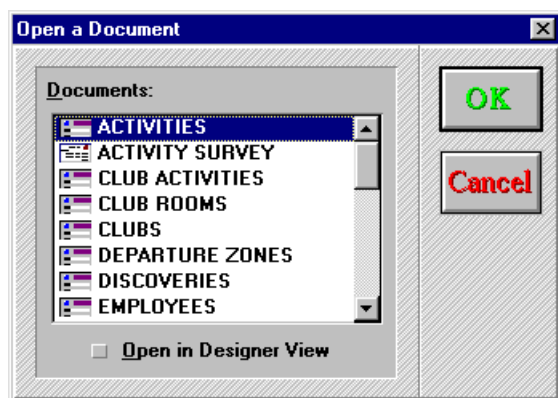 Open a Document
Documents:
ACTIVITIES
ACTIVITY SURVEY
CLUB ACTIVITIES
CLUB ROOMS
CLUBS
DEPARTURE ZONES
DISCOVERIES
EMPLOYEES
Open in Designer View
OK
Cancel